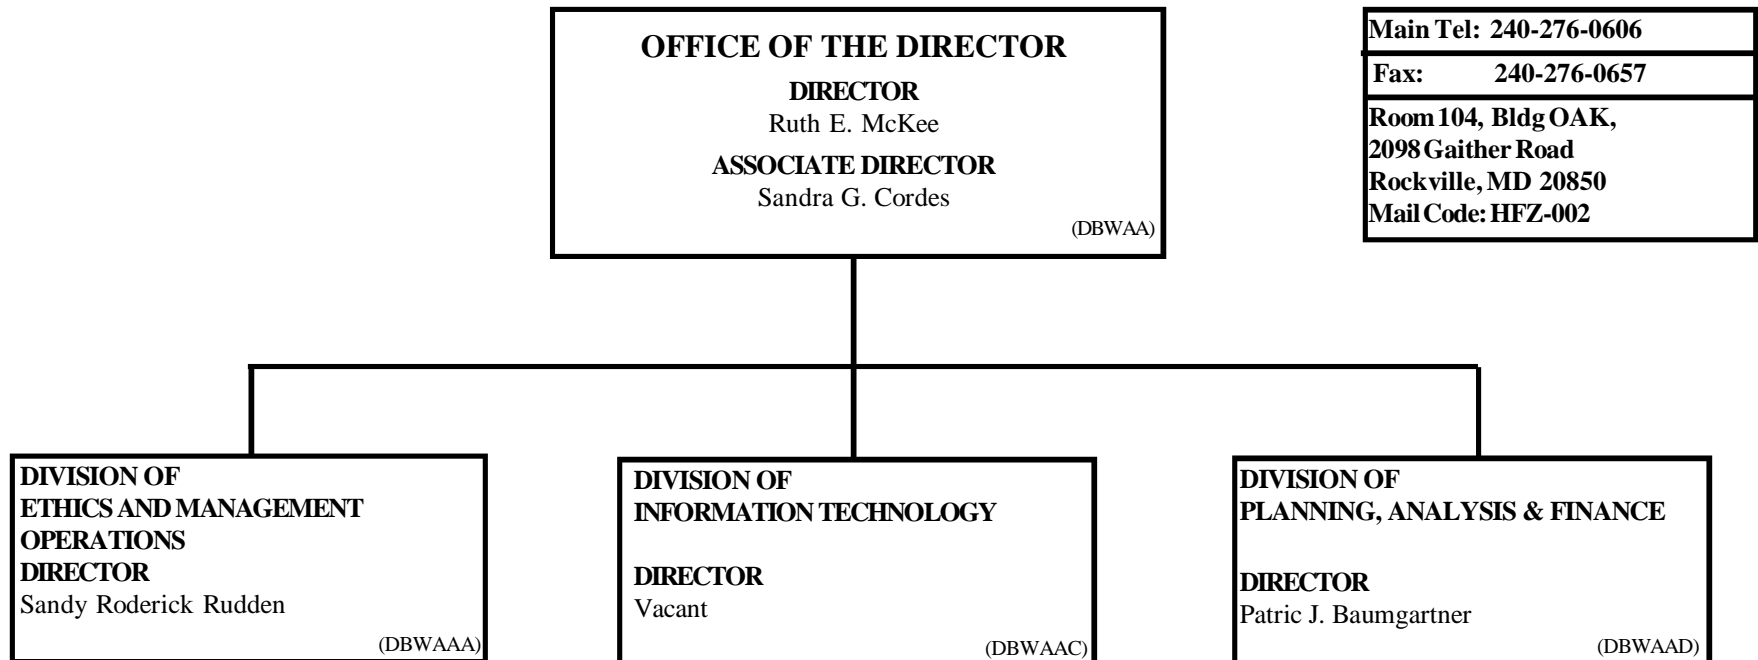 OFFICE OF THE DIRECTOR
DIRECTOR
Ruth E. McKee
ASSOCIATE DIRECTOR
Sandra G. Cordes
(DBWAA)
Main Tel: 240-276-0606
Fax: 240-276-0657
Room 104, Bldg OAK,
2098 Gaither Road
Rockville, MD 20850
Mail Code: HFZ-002
DIVISION OF
ETHICS AND MANAGEMENT
OPERATIONS
DIRECTOR
Sandy Roderick Rudden
(DBWAAA)
DIVISION OF
INFORMATION TECHNOLOGY
DIRECTOR
Vacant
(DBWAAC)
DIVISION OF
PLANNING, ANALYSIS & FINANCE
DIRECTOR
Patric J. Baumgartner
(DBWAAD)